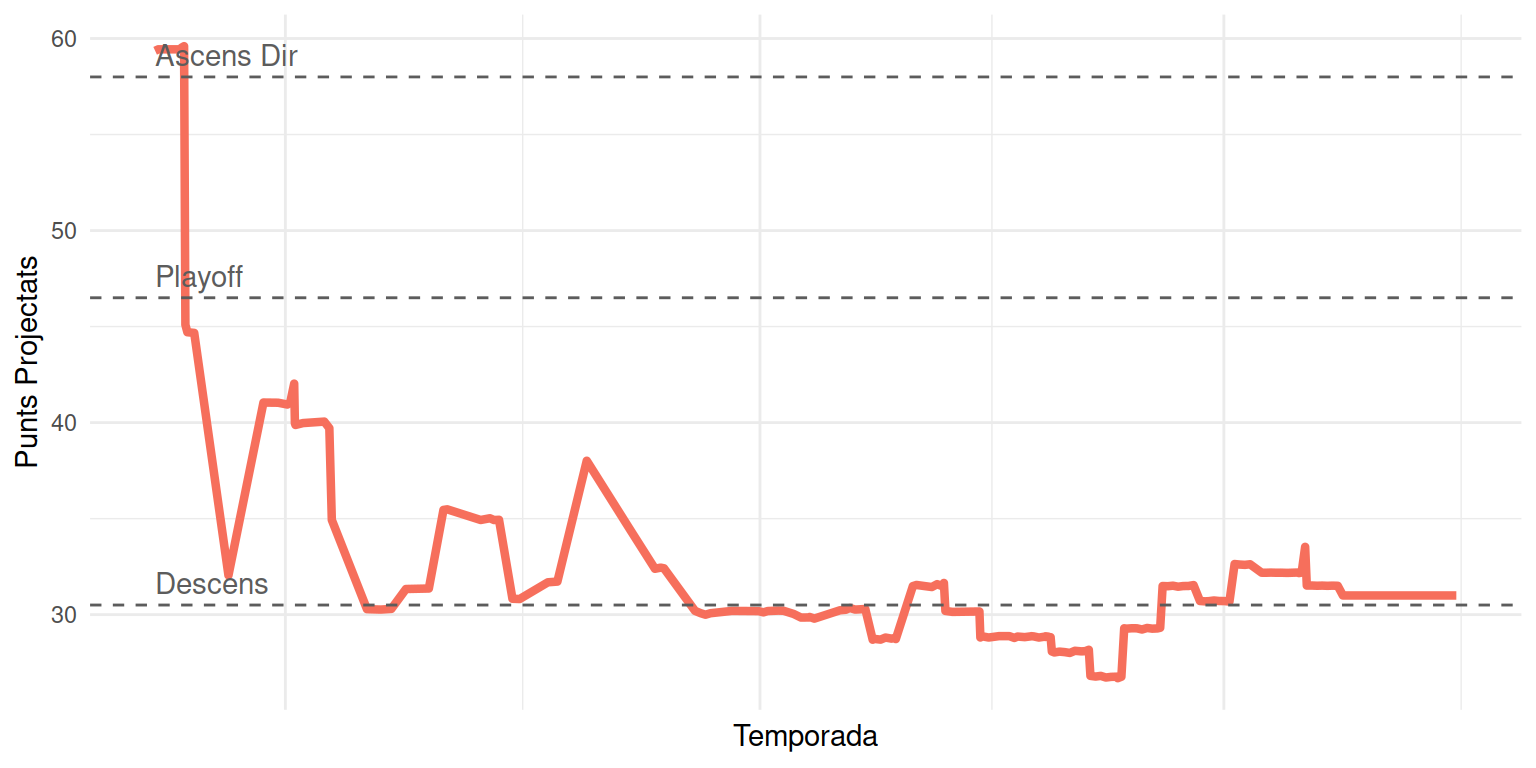 60
Ascens Dir
50
Playoff
40
Descens
30
Punts Projectats
Temporada